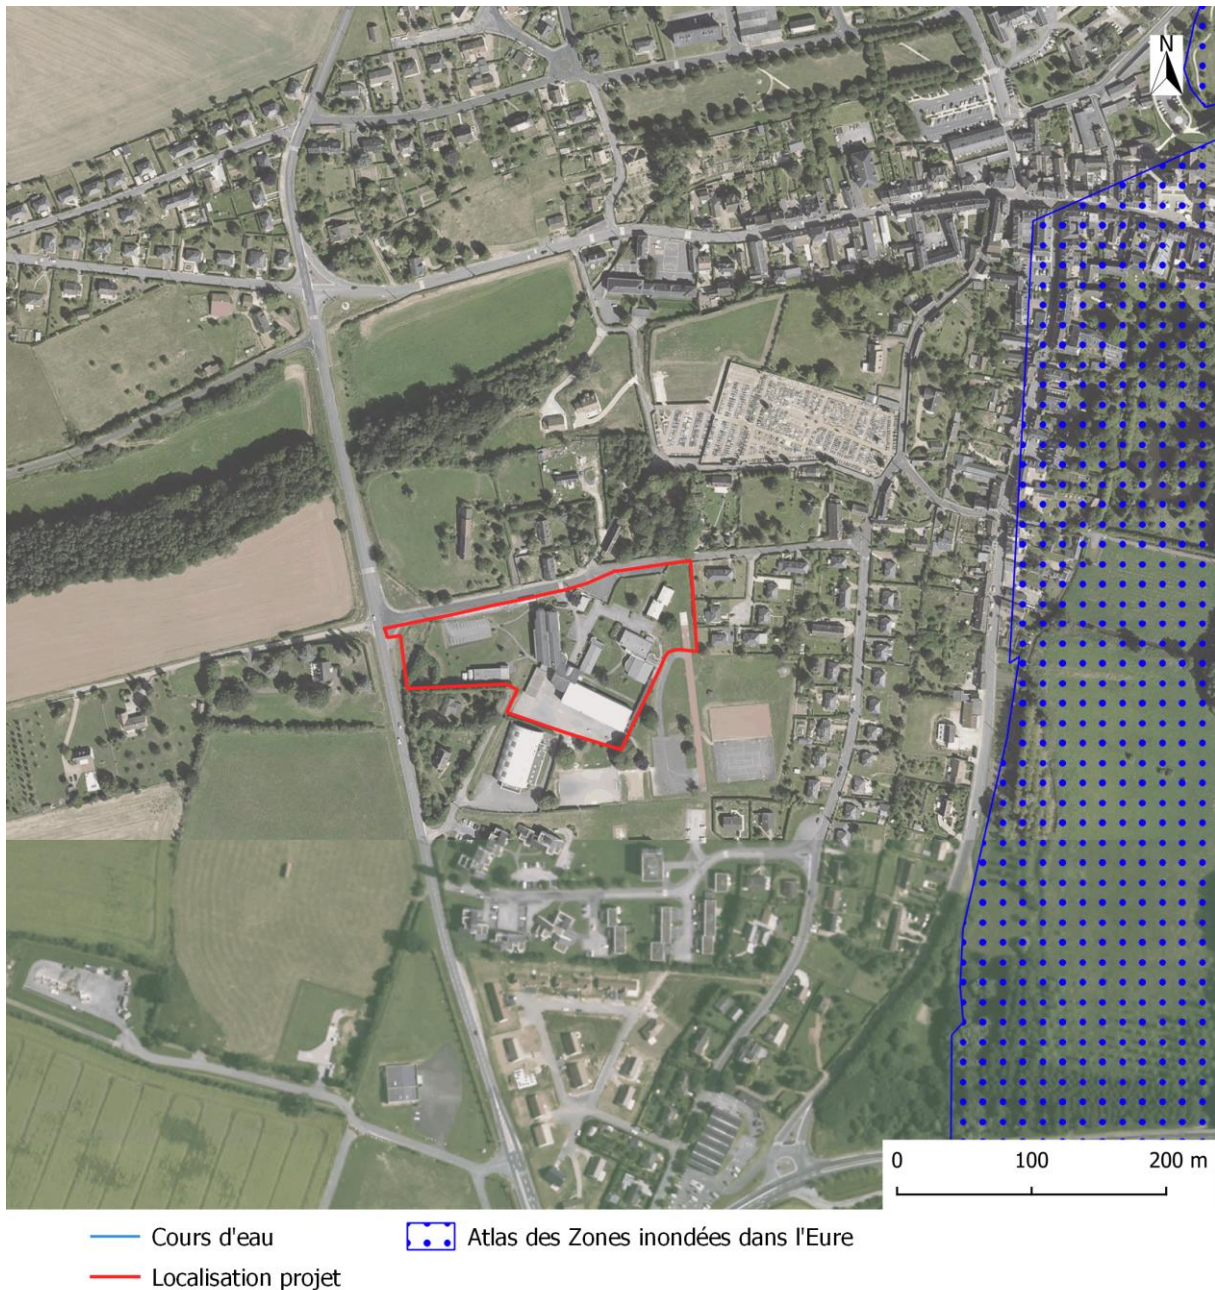 N
0 100 200 m
Cours d'eau
Atlas des Zones inondées dans l'Eure
Localisation projet